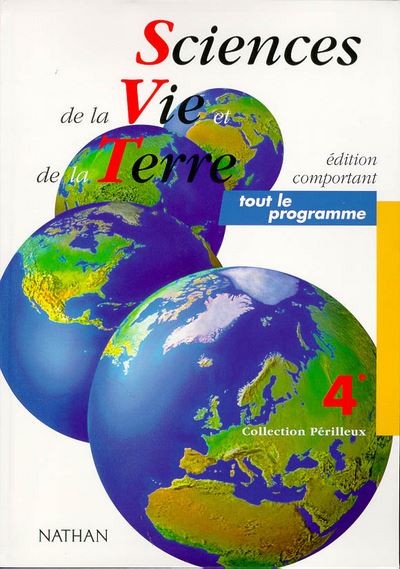 Sciences
de la Vie et
de la Terre
édition
comportant
tout le
programme
4e
Collection Périlleux
NATHAN